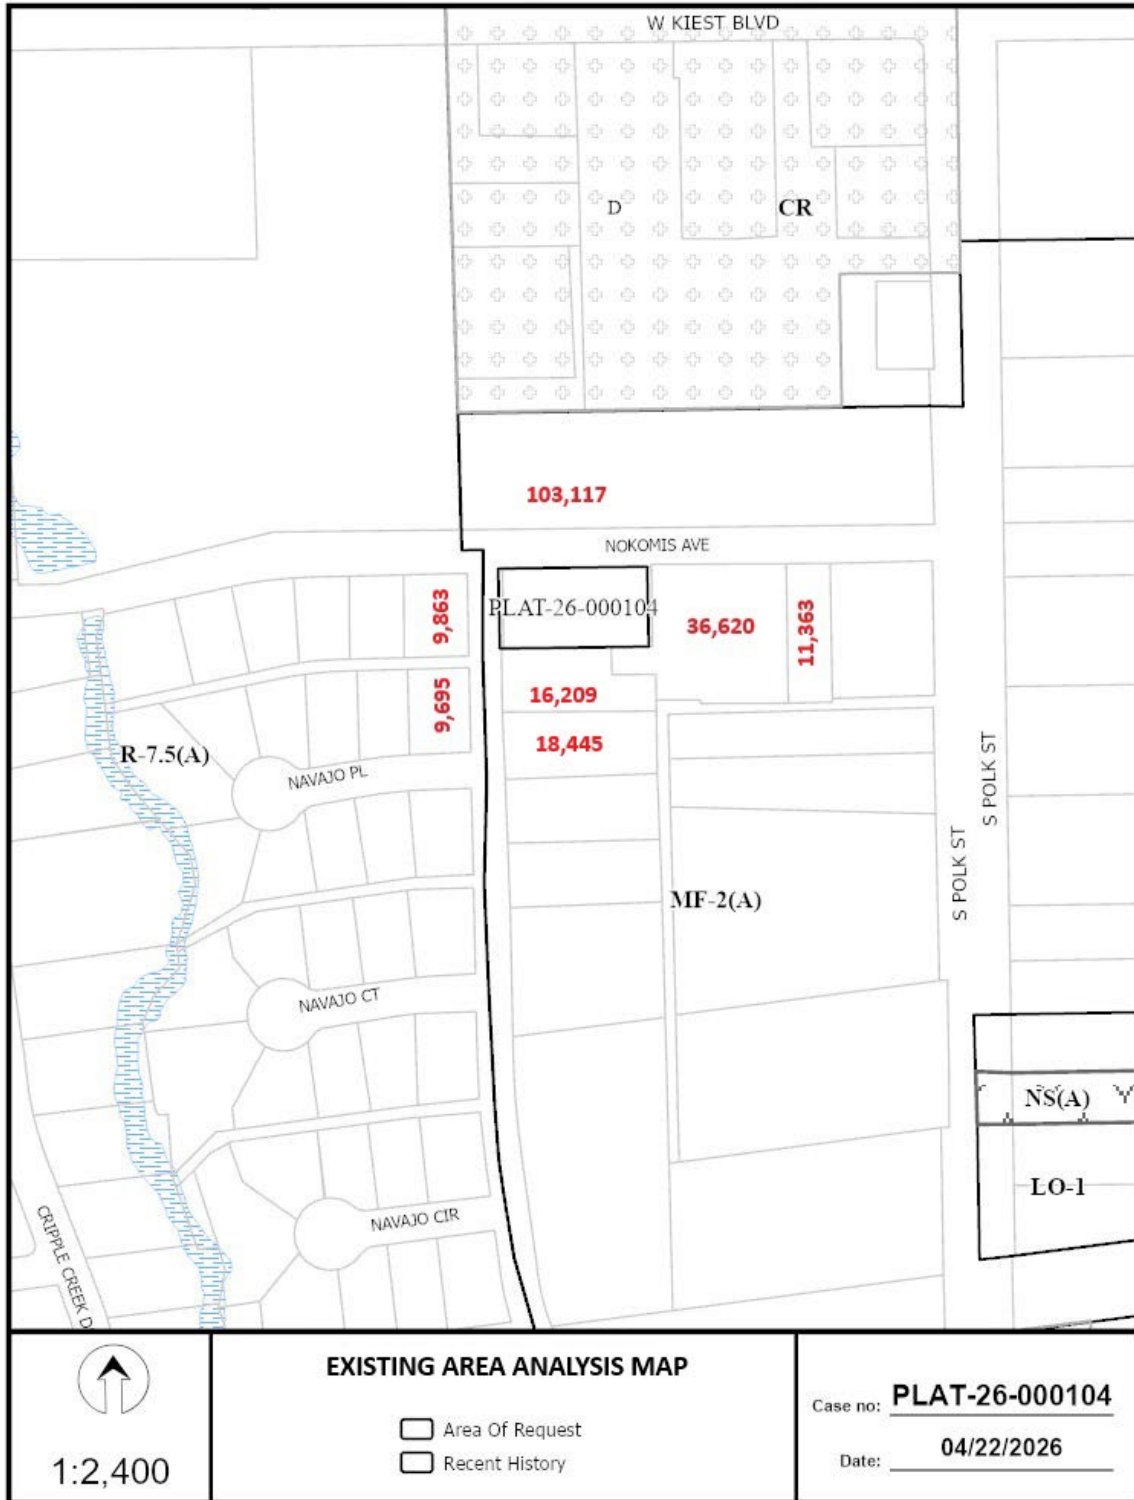 W KIEST BLVD
D
CR
103,117
NOKOMIS AVE
9,863
PLAT-26-000104
36,620
11,363
9,695
16,209
18,445
R-7.5(A)
NAVAJO PL
S POLK ST
S POLK ST
MF-2(A)
NAVAJO CT
NS(A)
LO-1
CRIPPLE CREEK D
NAVAJO CIR
1:2,400
EXISTING AREA ANALYSIS MAP
Area Of Request
Recent History
Case no: PLAT-26-000104
Date: 04/22/2026